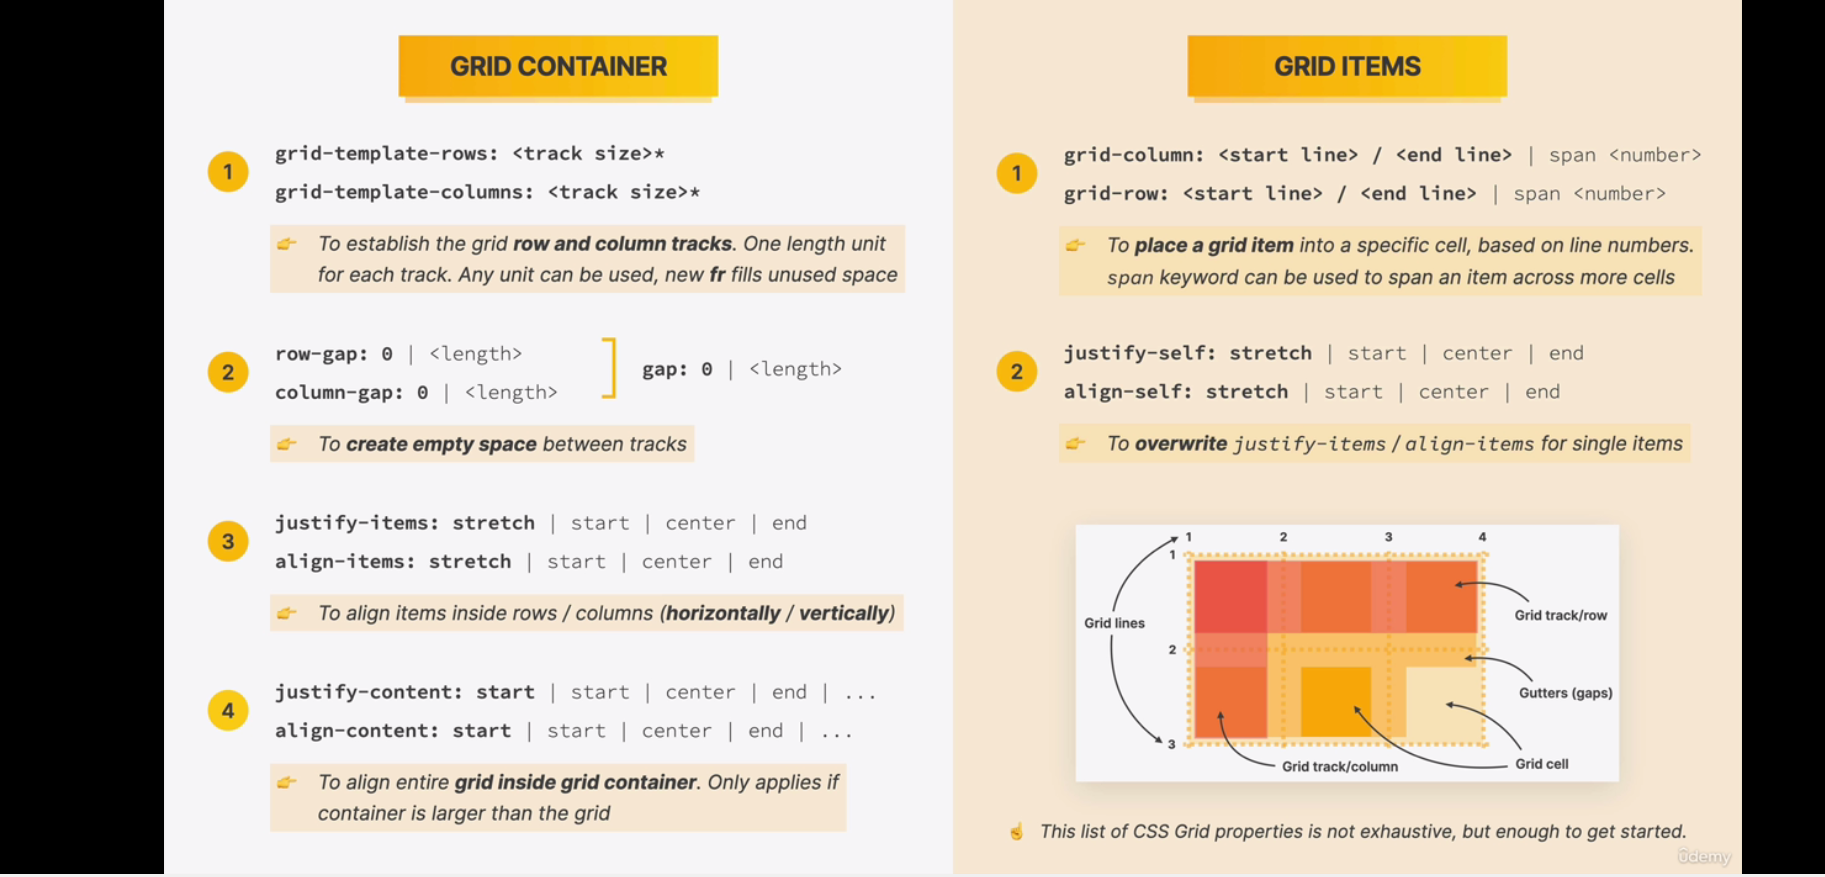 GRID CONTAINER
1
grid-template-rows: <track size>*
grid-template-columns: <track size>*
To establish the grid row and column tracks. One length unit
for each track. Any unit can be used, new fr fills unused space
2
row-gap: 0 | <length>
column-gap: 0 | <length>
gap: 0 | <length>
To create empty space between tracks
3
justify-items: stretch | start | center | end
align-items: stretch | start | center | end
To align items inside rows / columns (horizontally / vertically)
4
justify-content: start | start | center | end | ...
align-content: start | start | center | end | ...
To align entire grid inside grid container. Only applies if
container is larger than the grid
GRID ITEMS
1
grid-column: <start line> / <end line> | span <number>
grid-row: <start line> / <end line> | span <number>
To place a grid item into a specific cell, based on line numbers.
span keyword can be used to span an item across more cells
2
justify-self: stretch | start | center | end
align-self: stretch | start | center | end
To overwrite justify-items / align-items for single items
1 2 3 4
1
Grid track/row
Grid lines
2
Gutters (gaps)
3
Grid track/column
Grid cell
This list of CSS Grid properties is not exhaustive, but enough to get started.
ûdemy